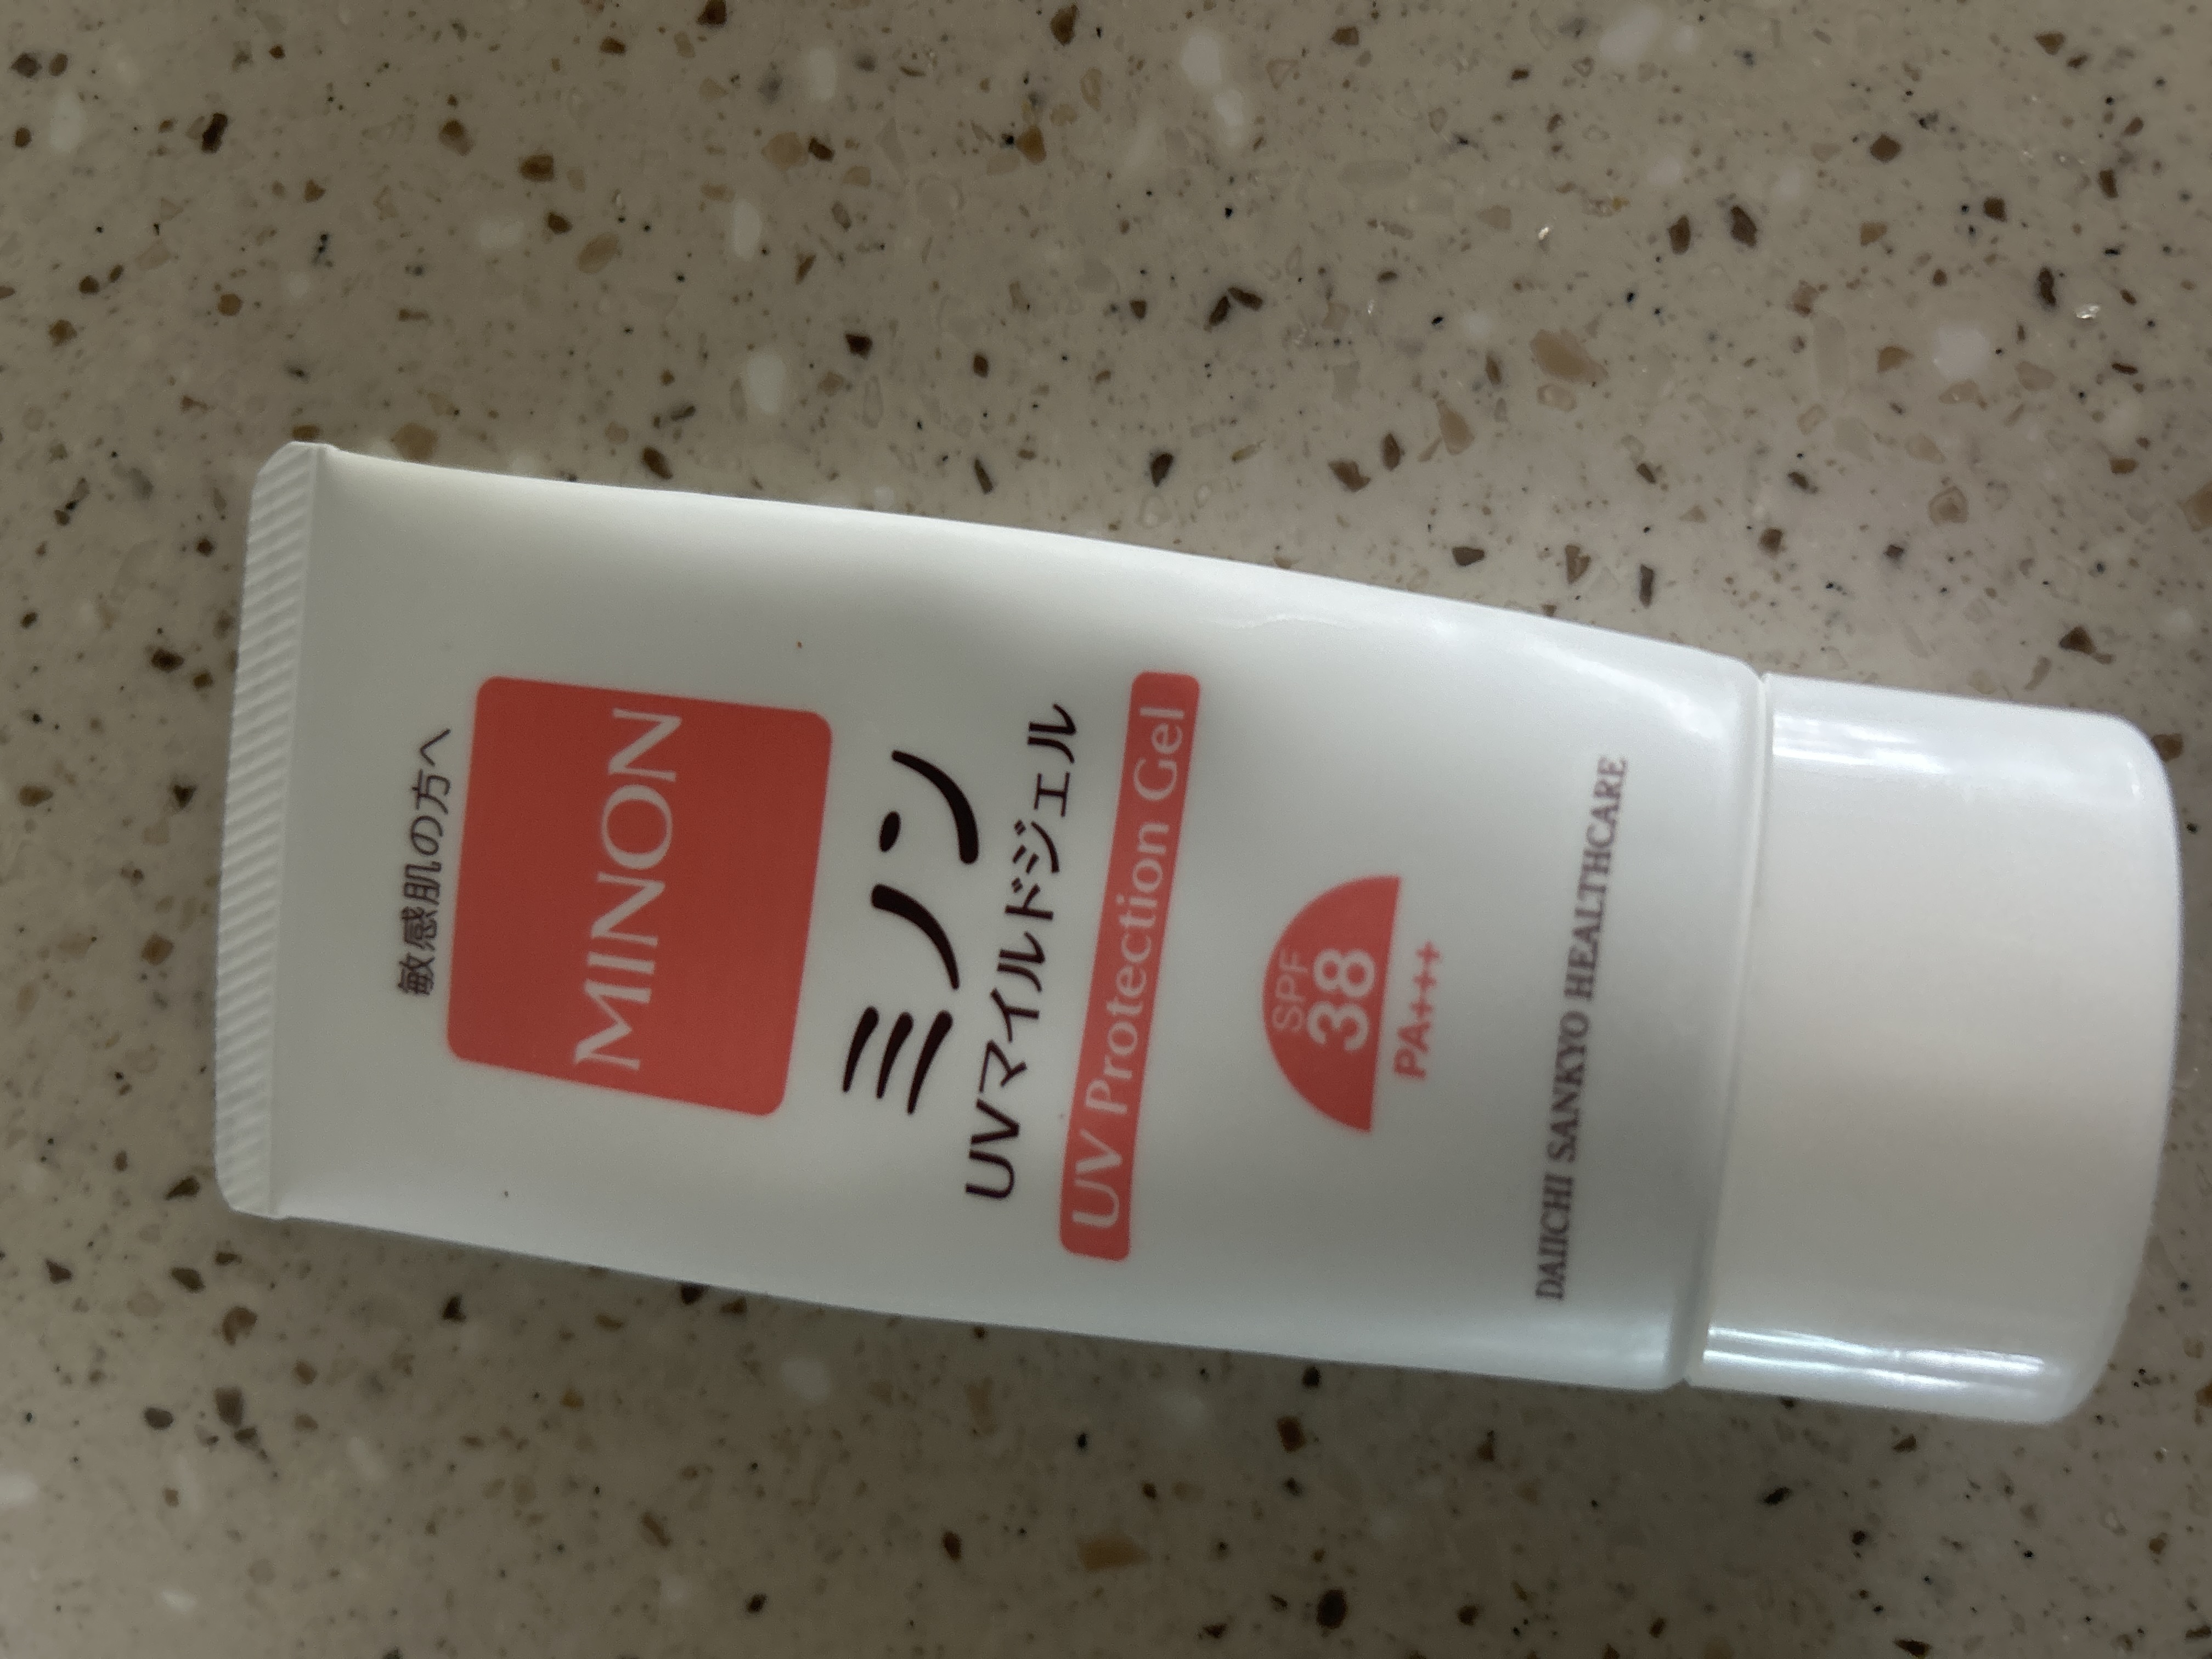 敏感肌の方へ
MINON
ミノン
UVマイルドジェル
UV Protection Gel
SPF
38
PA+++
DAIICHI SANKYO HEALTHCARE